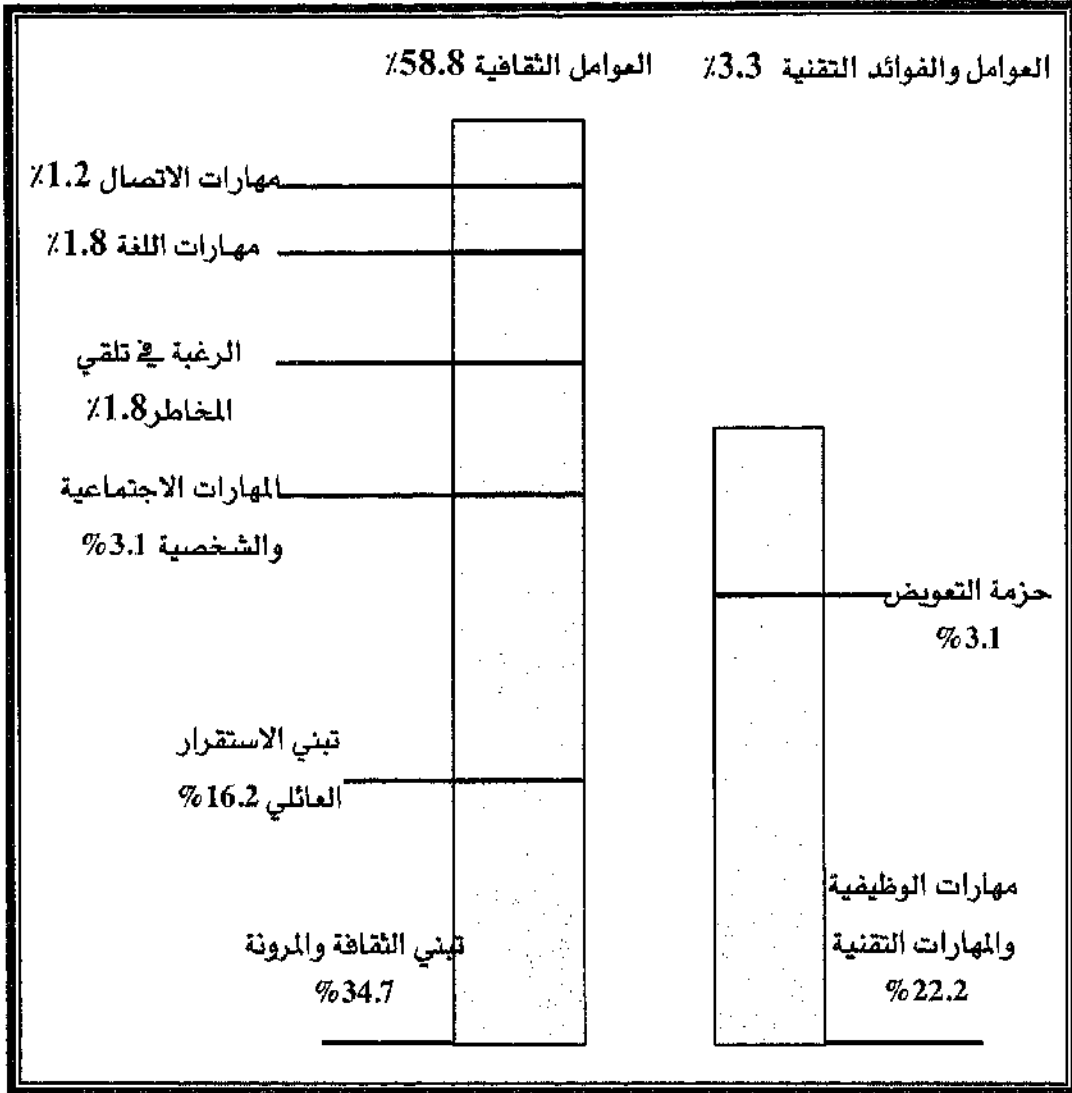 العوامل والفوائد التقنية 3.3٪
العوامل الثقافية 58.8٪
مهارات الاتصال 1.2٪
مهارات اللغة 1.8٪
الرغبة في تلقي
المخاطر 1.8٪
المهارات الاجتماعية
والشخصية 3.1%
حزمة التعويض
3.1%
تبني الاستقرار
العائلي 16.2%
مهارات الوظيفية
والمهارات التقنية
22.2%
تبني الثقافة والمرونة
34.7%